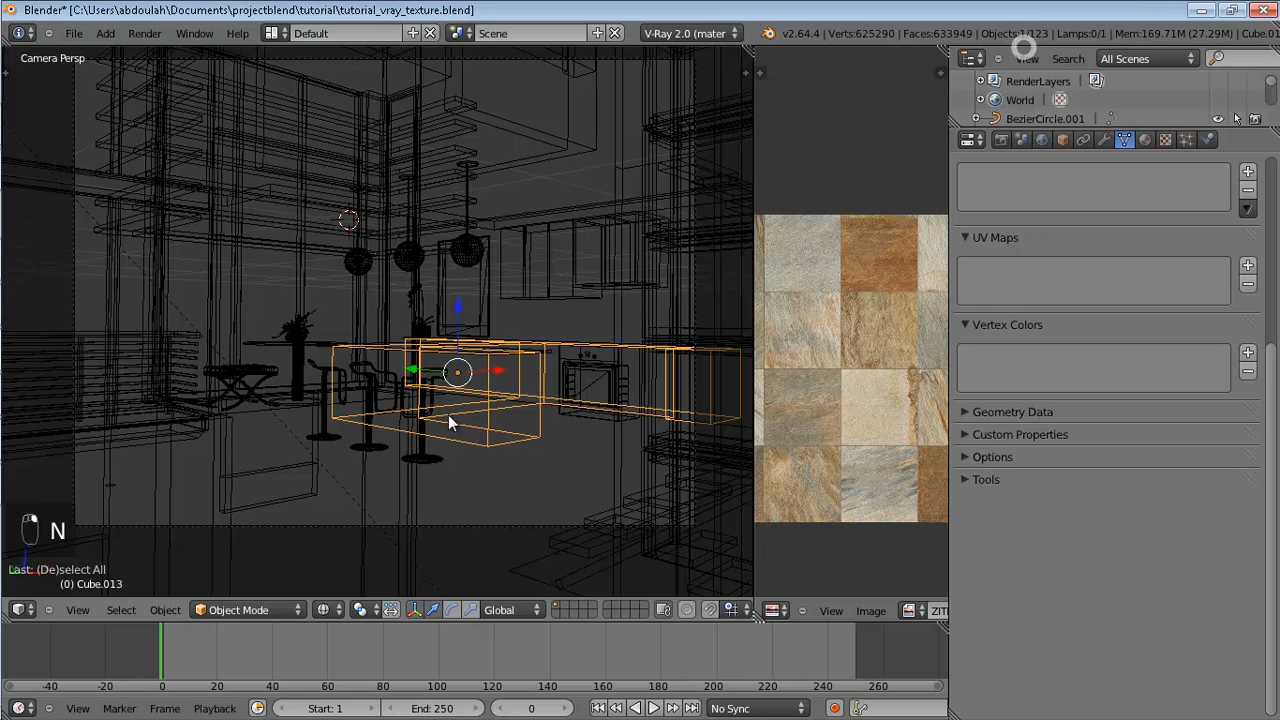 Blender* [C:\Users\abdoulah\Documents\projectblend\tutorial\tutorial_vray_texture.blend]
File Add Render Window Help Default Scene V-Ray 2.0 (mater v2.64.4 | Verts:625290 | Faces:633949 | Objects:1/123 | Lamps:0/1 | Mem:169.71M (27.29M) | Cube.01
Camera Persp
View Search All Scenes
RenderLayers
World
BezierCircle.001
UV Maps
Vertex Colors
Geometry Data
Custom Properties
Options
Tools
N
Last: (De)select All
(0) Cube.013
View Select Object Object Mode Global View Image ZIT
-40 -20 0 20 40 60 80 100 120 140 160 180 200 220 240 260
View Marker Frame Playback Start: 1 End: 250 0 No Sync